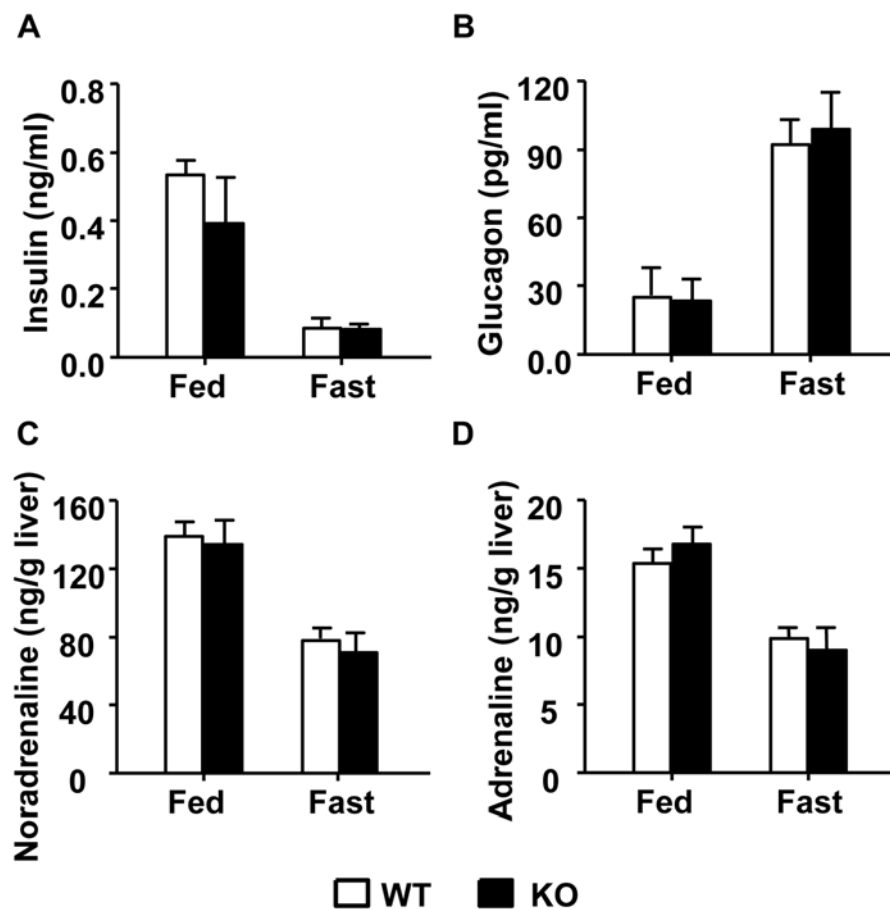 A
Insulin (ng/ml)
0.8
0.6
0.4
0.2
0.0
Fed
Fast
B
Glucagon (pg/ml)
120
90
60
30
0.0
Fed
Fast
C
Noradrenaline (ng/g liver)
160
120
80
40
0
Fed
Fast
D
Adrenaline (ng/g liver)
20
15
10
5
0
Fed
Fast
WT
KO